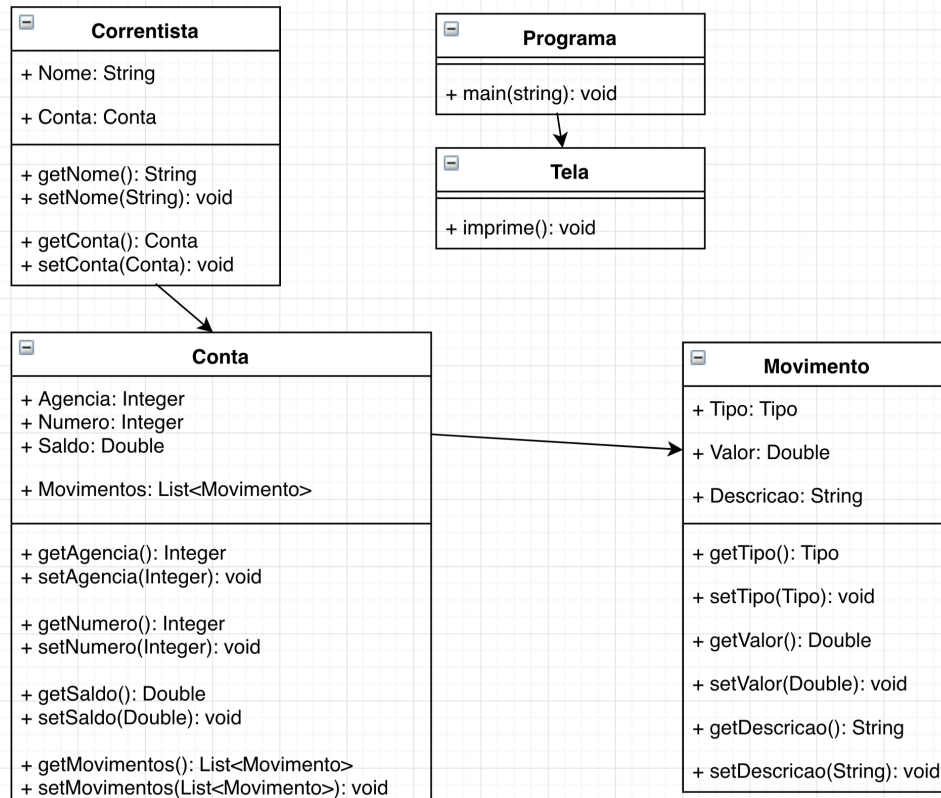 Correntista
+ Nome: String
+ Conta: Conta
+ getNome(): String
+ setNome(String): void
+ getConta(): Conta
+ setConta(Conta): void
Programa
+ main(string): void
Tela
+ imprime(): void
Conta
+ Agencia: Integer
+ Numero: Integer
+ Saldo: Double
+ Movimentos: List<Movimento>
+ getAgencia(): Integer
+ setAgencia(Integer): void
+ getNumero(): Integer
+ setNumero(Integer): void
+ getSaldo(): Double
+ setSaldo(Double): void
+ getMovimentos(): List<Movimento>
+ setMovimentos(List<Movimento>): void
Movimento
+ Tipo: Tipo
+ Valor: Double
+ Descricao: String
+ getTipo(): Tipo
+ setTipo(Tipo): void
+ getValor(): Double
+ setValor(Double): void
+ getDescricao(): String
+ setDescricao(String): void